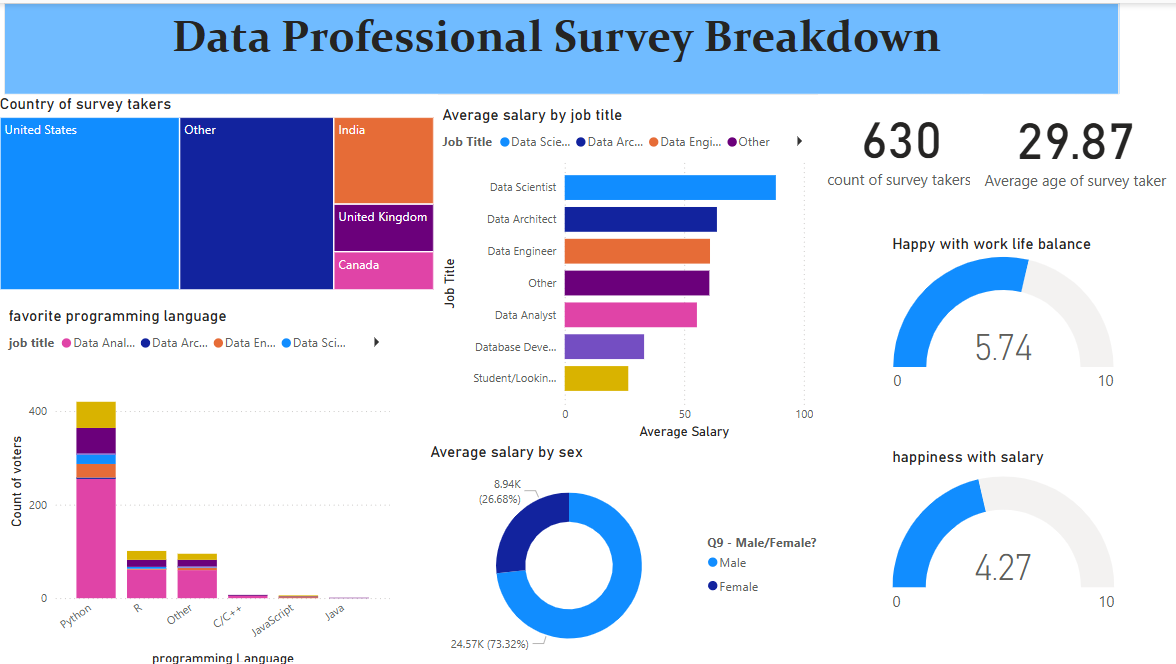 Data Professional Survey Breakdown
Country of survey takers
United States
Other
India
United Kingdom
Canada
Average salary by job title
Job Title
Data Scie...
Data Arc...
Data Engi...
Other
Job Title
Data Scientist
Data Architect
Data Engineer
Other
Data Analyst
Database Deve...
Student/Lookin...
0
50
100
Average Salary
630
count of survey takers
29.87
Average age of survey taker
Happy with work life balance
5.74
0
10
favorite programming language
job title
Data Anal...
Data Arc...
Data En...
Data Sci...
Count of voters
400
200
0
Python
R
Other
C/C++
JavaScript
Java
programming Language
Average salary by sex
8.94K
(26.68%)
24.57K (73.32%)
Q9 - Male/Female?
Male
Female
happiness with salary
4.27
0
10